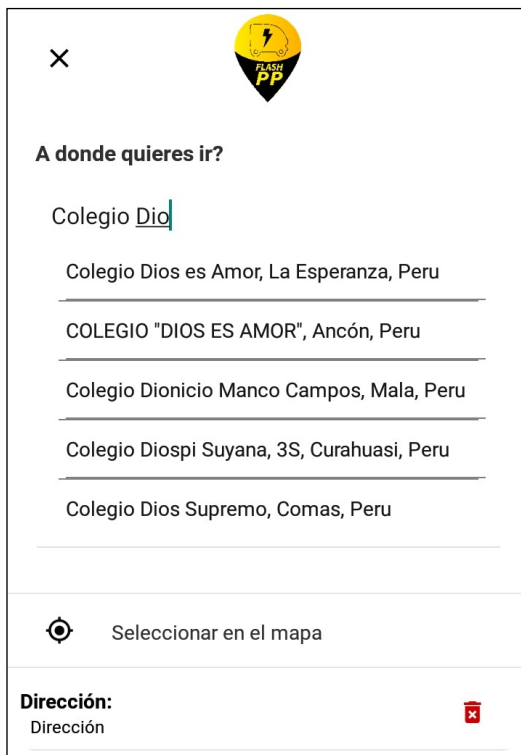 FLASH
PP
A donde quieres ir?
Colegio Dio
Colegio Dios es Amor, La Esperanza, Peru
COLEGIO "DIOS ES AMOR", Ancón, Peru
Colegio Dionicio Manco Campos, Mala, Peru
Colegio Diospi Suyana, 3S, Curahuasi, Peru
Colegio Dios Supremo, Comas, Peru
Seleccionar en el mapa
Dirección:
Dirección